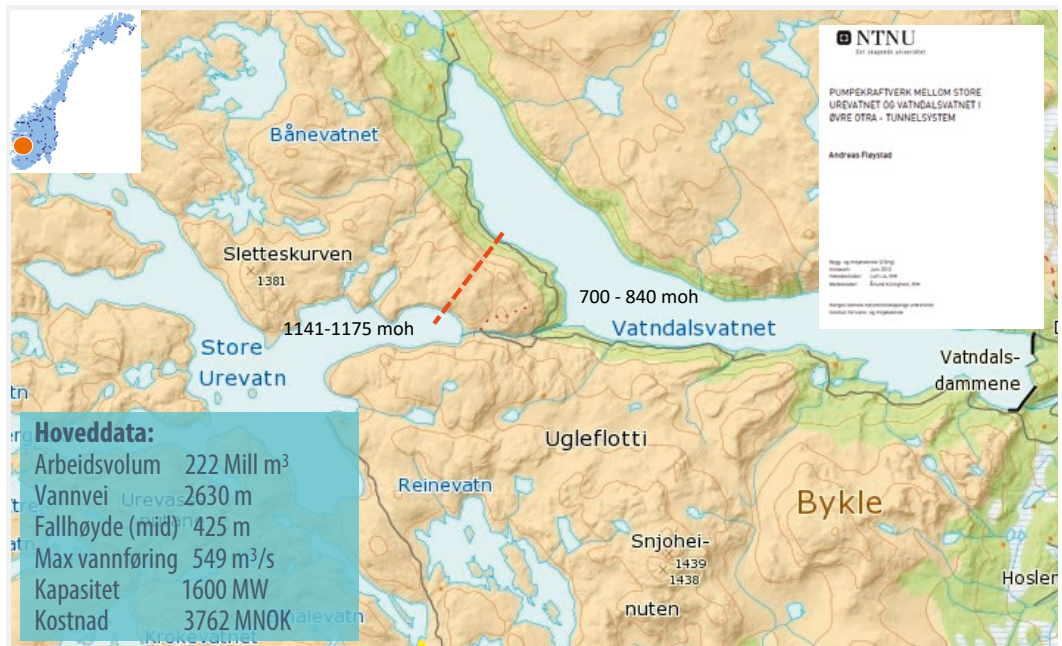 NTNU
Det skapende universitet
PUMPEKRAFTVERK MELLOM STORE
UREVATNET OG VATNDALSVATNET I
ØVRE OTRA - TUNNELSYSTEM
Andreas Fløystad
Bånevatnet
Sletteskurven
1381
700 - 840 moh
1141-1175 moh
Vatndalsvatnet
Store
Urevatn
Vatndals-
dammene
Ugleflotti
Reinevatn
Bykle
Snjohei-
1439
1438
nuten
Hosler
Hoveddata:
Arbeidsvolum 222 Mill m³
Vannvei 2630 m
Fallhøyde (mid) 425 m
Max vannføring 549 m³/s
Kapasitet 1600 MW
Kostnad 3762 MNOK
Krokevatnet